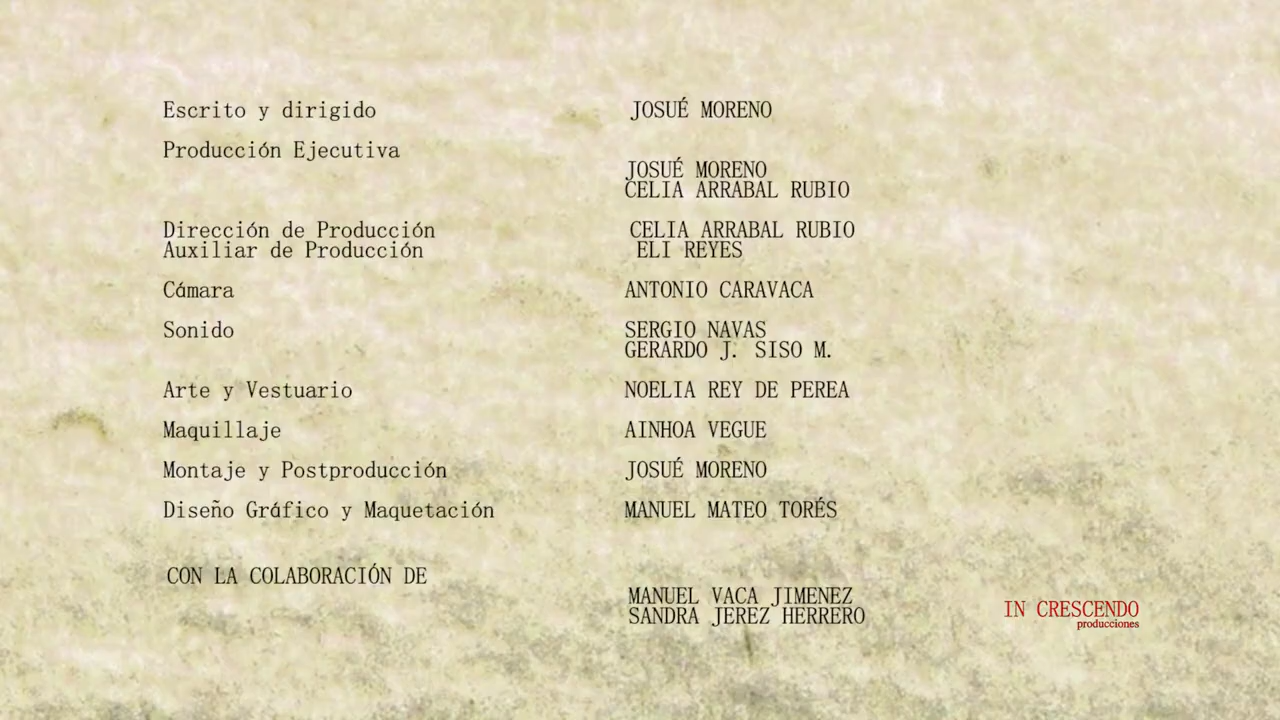 Escrito y dirigido JOSUÉ MORENO
Producción Ejecutiva
JOSUÉ MORENO
CELIA ARRABAL RUBIO
Dirección de Producción CELIA ARRABAL RUBIO
Auxiliar de Producción ELI REYES
Cámara ANTONIO CARAVACA
Sonido SERGIO NAVAS
GERARDO J. SISO M.
Arte y Vestuario NOELIA REY DE PEREA
Maquillaje AINHOA VEGUE
Montaje y Postproducción JOSUÉ MORENO
Diseño Gráfico y Maquetación MANUEL MATEO TORÉS
CON LA COLABORACIÓN DE
MANUEL VACA JIMENEZ
SANDRA JEREZ HERRERO
IN CRESCENDO
producciones